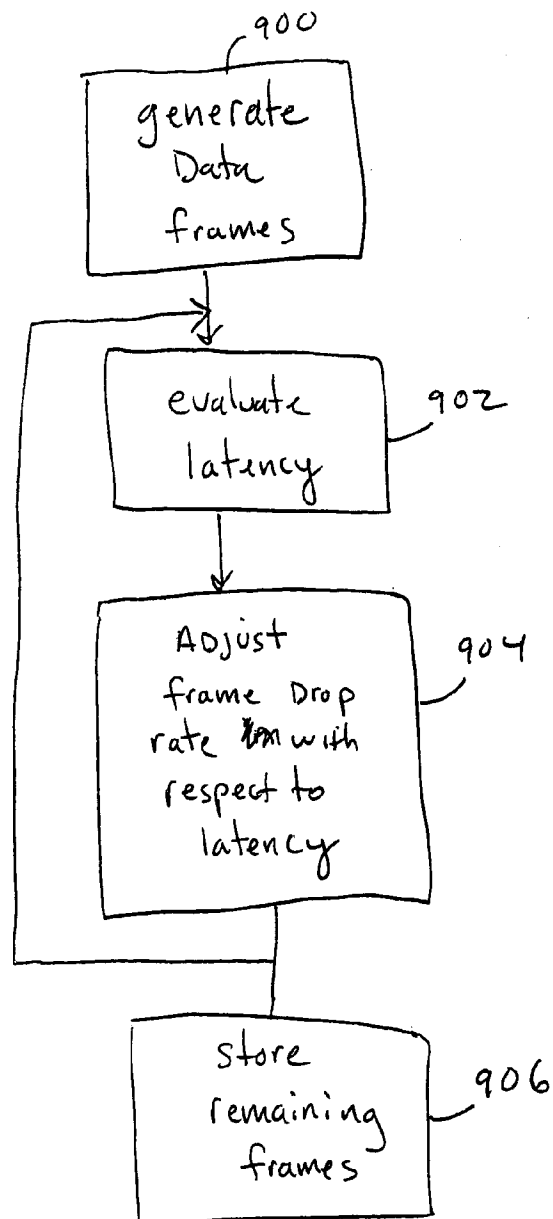 900
generate
Data
frames
evaluate
latency
902
Adjust
frame Drop
rate with
respect to
latency
904
store
remaining
frames
906